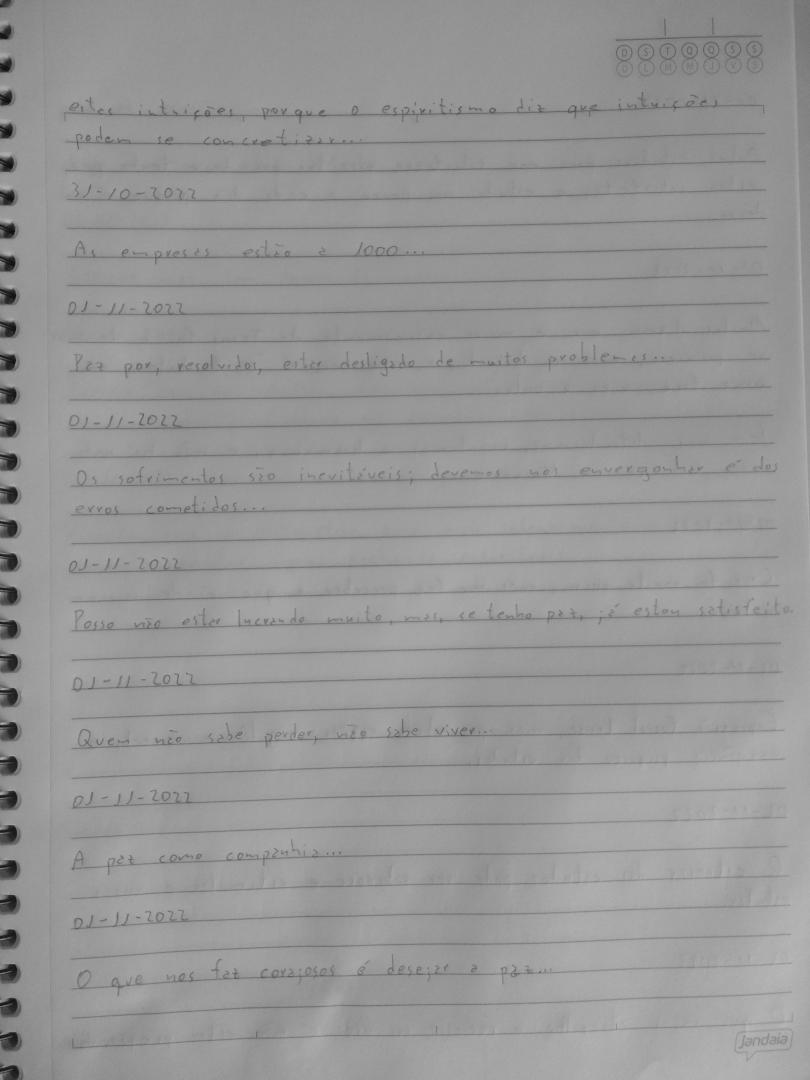 D S T Q Q S S
D L M M J V S
estas intuições, porque o espiritismo diz que intuições
podem se concretizar...
31-10-2022
As empresas estão a 1000...
01-11-2022
Paz por, resolvidos, estar desligado de muitos problemas...
01-11-2022
Os sofrimentos são inevitáveis; devemos nos envergonhar é dos
erros cometidos...
01-11-2022
Posso não estar lucrando muito, mas, se tenho paz, já estou satisfeito.
01-11-2022
Quem não sabe perder, não sabe viver...
01-11-2022
A paz como companhia...
01-11-2022
O que nos faz corajosos é desejar a paz...
Jandaia